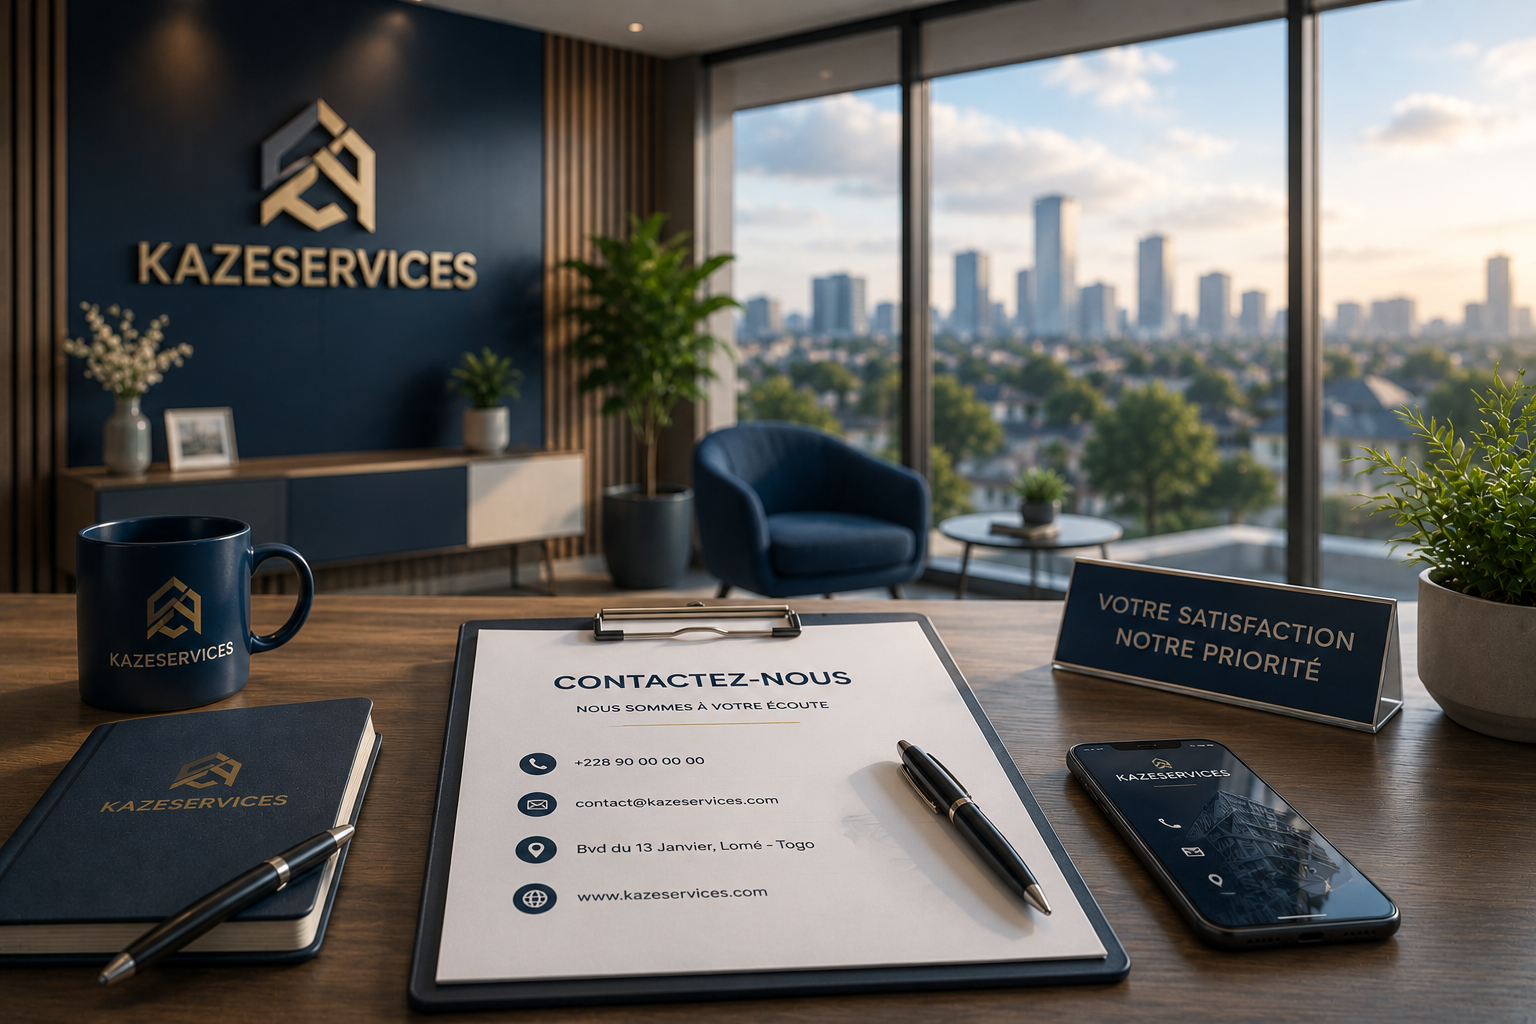 KAZESERVICES
KAZESERVICES
KAZESERVICES
CONTACTEZ-NOUS
NOUS SOMMES À VOTRE ÉCOUTE
+228 90 00 00 00
contact@kazeservices.com
Bvd du 13 Janvier, Lomé - Togo
www.kazeservices.com
VOTRE SATISFACTION
NOTRE PRIORITÉ
KAZESERVICES